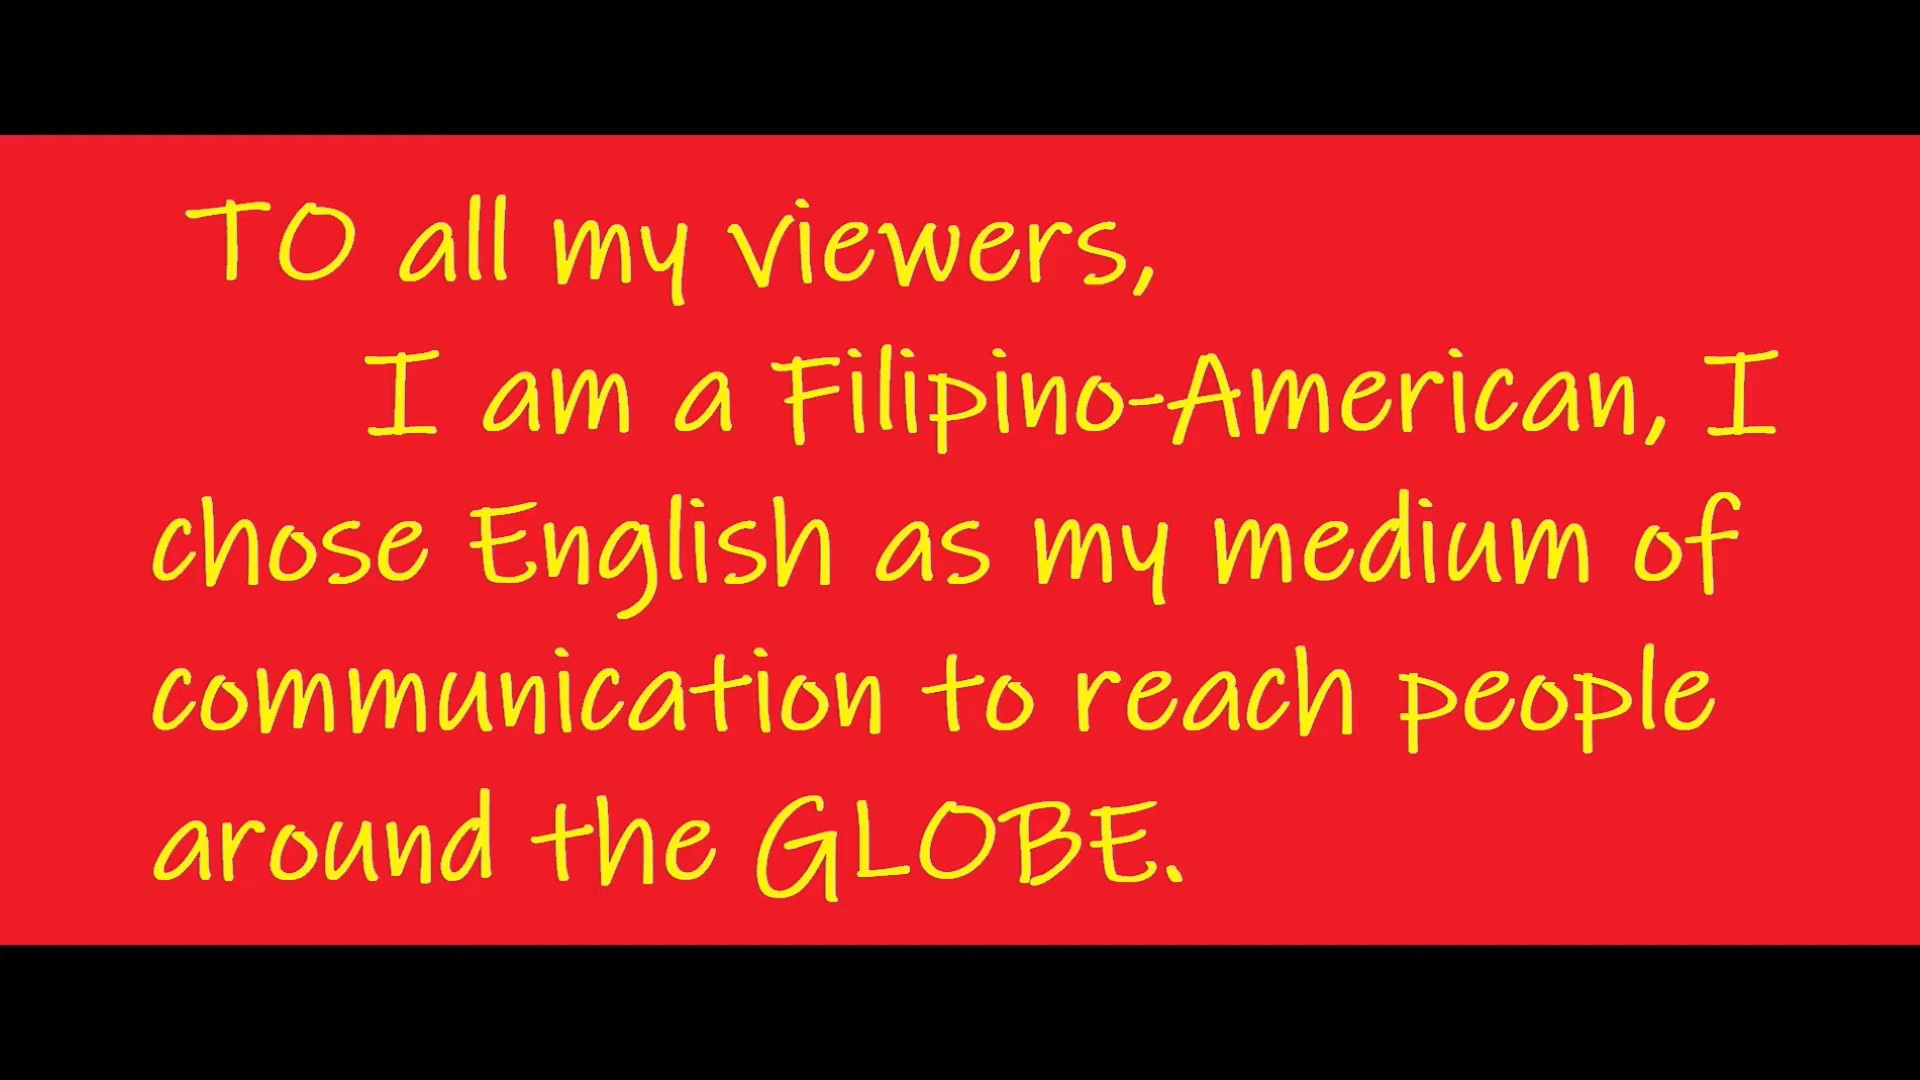 TO all my viewers,
I am a Filipino-American, I
chose English as my medium of
communication to reach people
around the GLOBE.